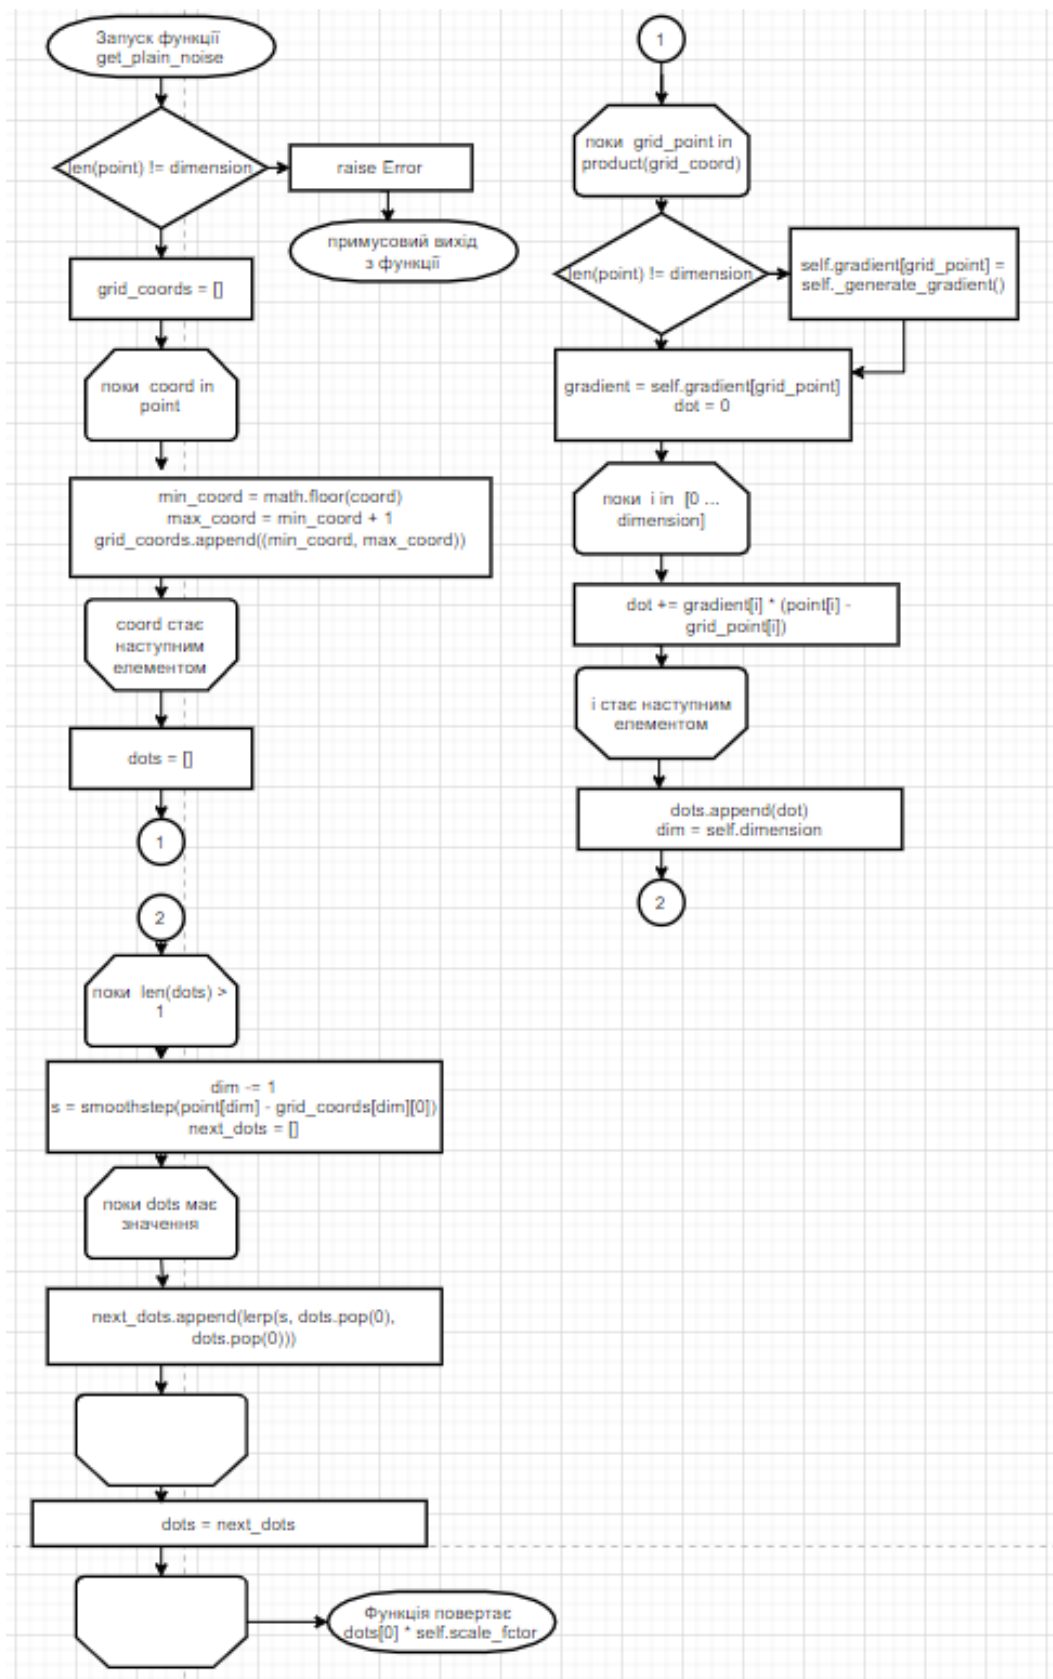 Запуск функції
get_plain_noise
len(point) != dimension
raise Error
примусовий вихід
з функції
grid_coords = []
поки coord in
point
min_coord = math.floor(coord)
max_coord = min_coord + 1
grid_coords.append((min_coord, max_coord))
coord стає
наступним
елементом
dots = []
1
2
поки len(dots) >
1
dim -= 1
s = smoothstep(point[dim] - grid_coords[dim][0])
next_dots = []
поки dots має
значення
next_dots.append(lerp(s, dots.pop(0),
dots.pop(0)))
dots = next_dots
Функція повертає
dots[0] * self.scale_fctor
1
поки grid_point in
product(grid_coord)
len(point) != dimension
self.gradient[grid_point] =
self._generate_gradient()
gradient = self.gradient[grid_point]
dot = 0
поки i in [0 ...
dimension]
dot += gradient[i] * (point[i] -
grid_point[i])
і стає наступним
елементом
dots.append(dot)
dim = self.dimension
2